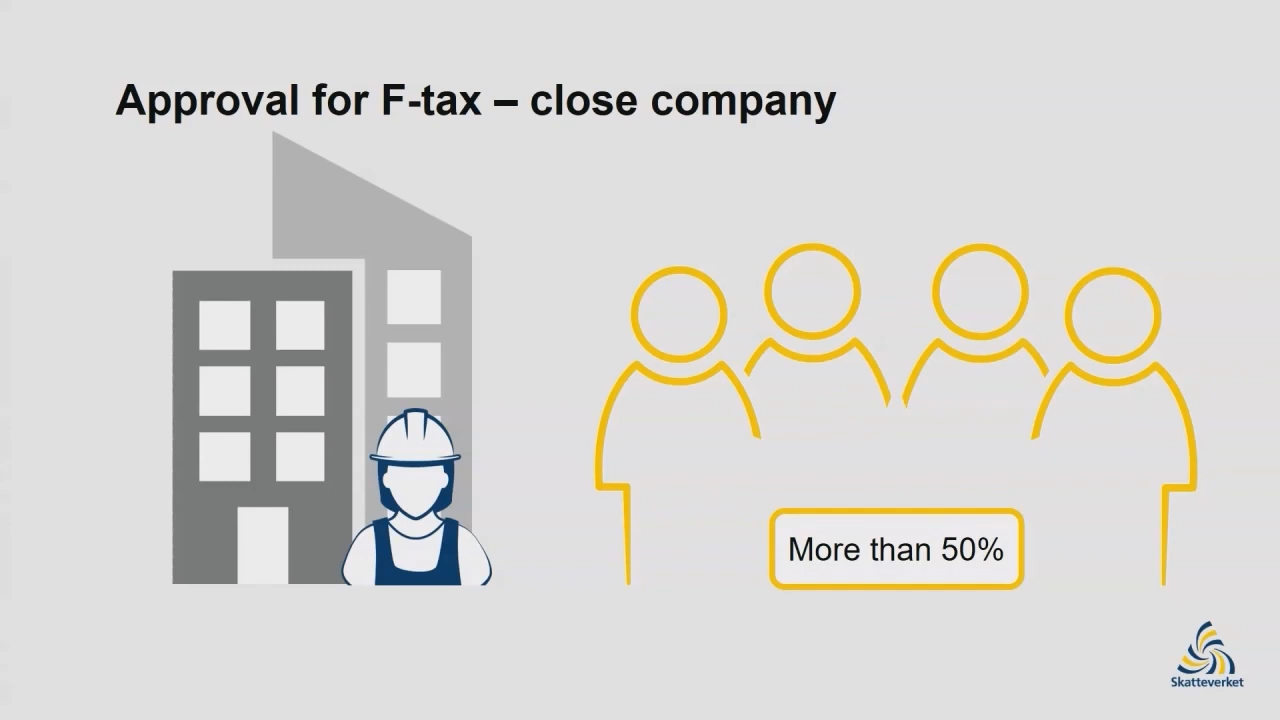 Approval for F-tax – close company
More than 50%
Skatteverket